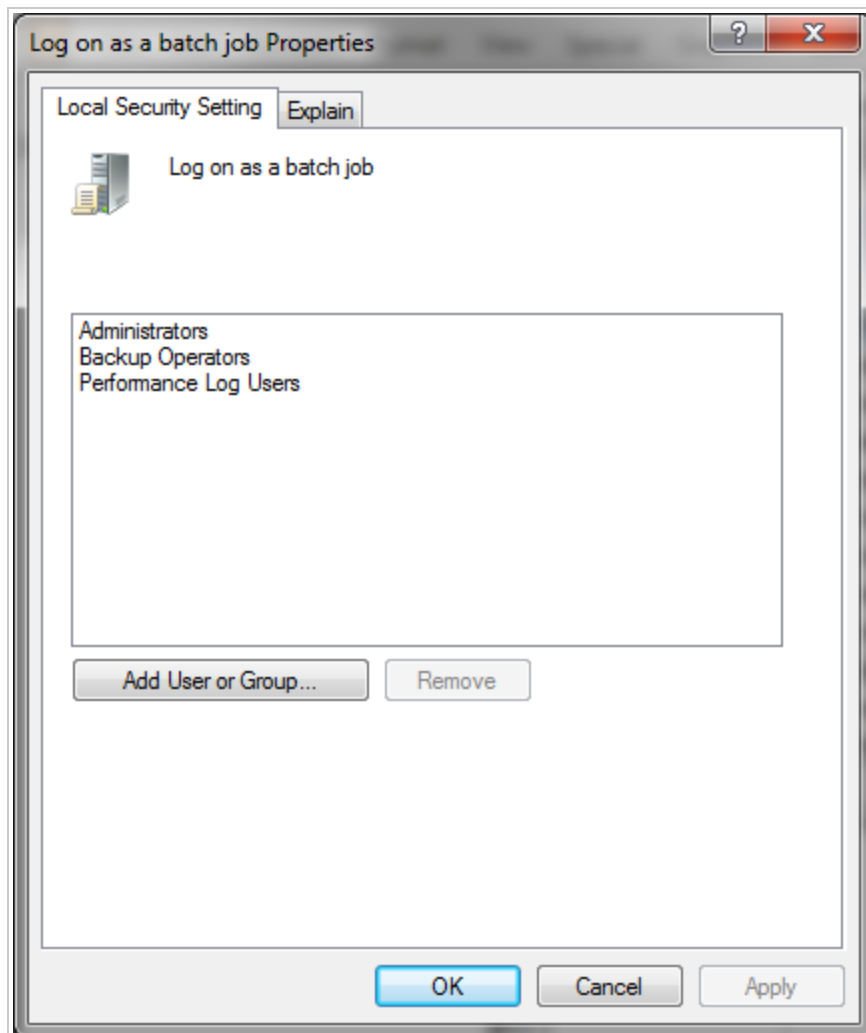 Log on as a batch job Properties
?
X
Local Security Setting
Explain
Log on as a batch job
Administrators
Backup Operators
Performance Log Users
Add User or Group...
Remove
OK
Cancel
Apply